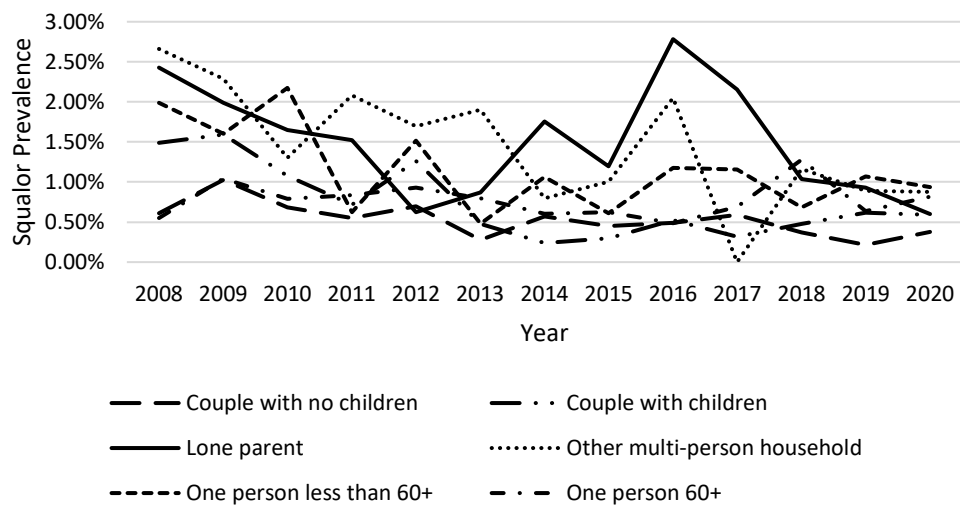 3.00%
2.50%
2.00%
1.50%
1.00%
0.50%
0.00%
Squalor Prevalence
2008 2009 2010 2011 2012 2013 2014 2015 2016 2017 2018 2019 2020
Year
Couple with no children
Couple with children
Lone parent
Other multi-person household
One person less than 60+
One person 60+